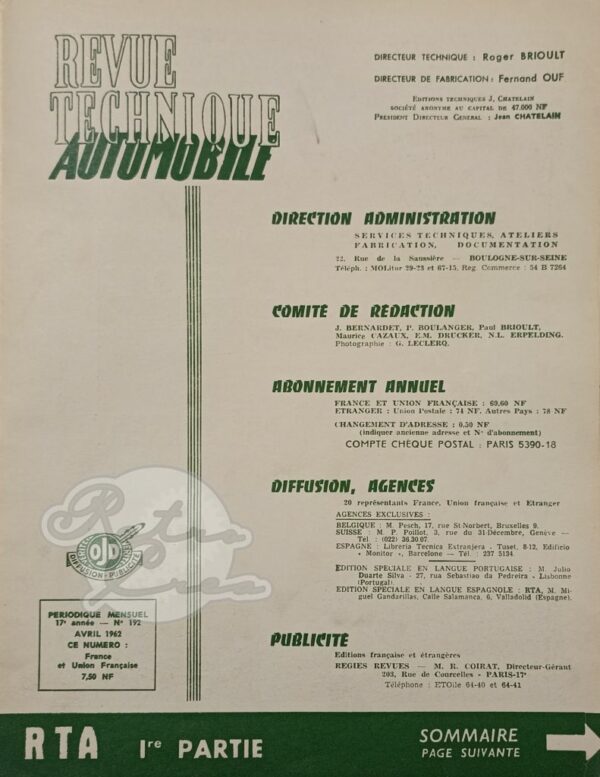 REVUE
TECHNIQUE
AUTOMOBILE
DIRECTEUR TECHNIQUE : Roger BRIOULT
DIRECTEUR DE FABRICATION : Fernand OUF
EDITIONS TECHNIQUES J. CHATELAIN
SOCIÉTÉ ANONYME AU CAPITAL DE 47.000 NF
PRESIDENT DIRECTEUR GENERAL : Jean CHATELAIN
DIRECTION ADMINISTRATION
SERVICES TECHNIQUES, ATELIERS
FABRICATION, DOCUMENTATION
22, Rue de la Saussière — BOULOGNE-SUR-SEINE
Téléph. : MOLitor 29-23 et 67-15. Reg. Commerce : 54 B 7264
COMITÉ DE RÉDACTION
J. BERNARDET, P. BOULANGER, Paul BRIOULT,
Maurice CAZAUX, E.M. DRUCKER, N.L. ERPELDING.
Photographie : G. LECLERQ.
ABONNEMENT ANNUEL
FRANCE ET UNION FRANÇAISE : 69,60 NF
ETRANGER : Union Postale : 74 NF. Autres Pays : 78 NF
CHANGEMENT D'ADRESSE : 0,50 NF
(indiquer ancienne adresse et N° d'abonnement)
COMPTE CHÈQUE POSTAL : PARIS 5390-18
DIFFUSION, AGENCES
20 représentants France, Union française et Etranger
AGENCES EXCLUSIVES :
BELGIQUE : M. Pesch, 17, rue St-Norbert, Bruxelles 9.
SUISSE : M. P. Poillot, 3, rue du 31-Décembre, Genève —
Tél. : (022) 36.30.07.
ESPAGNE : Libreria Tecnica Extranjera - Tuset, 8-12, Edificio
« Monitor », Barcelone — Tél. : 237 5134.
EDITION SPECIALE EN LANGUE PORTUGAISE : M. Julio
Duarte Silva - 27, rua Sebastiao da Pedreira - Lisbonne
(Portugal).
EDITION SPECIALE EN LANGUE ESPAGNOLE : RTA, M. Mi-
guel Gandarillas, Calle Salamanca, 6, Valladolid (Espagne).
PUBLICITÉ
Editions française et étrangères
REGIES REVUES — M. R. COIRAT, Directeur-Gérant
203, Rue de Courcelles - PARIS-17e
Téléphone : ETOile 64-40 et 64-41
Retros
Crea
OJD
DIFFUSION PUBLICITÉ
PERIODIQUE MENSUEL
17e année — N° 192
AVRIL 1962
CE NUMERO :
France
et Union Française
7,50 NF
RTA Ire PARTIE
SOMMAIRE
PAGE SUIVANTE